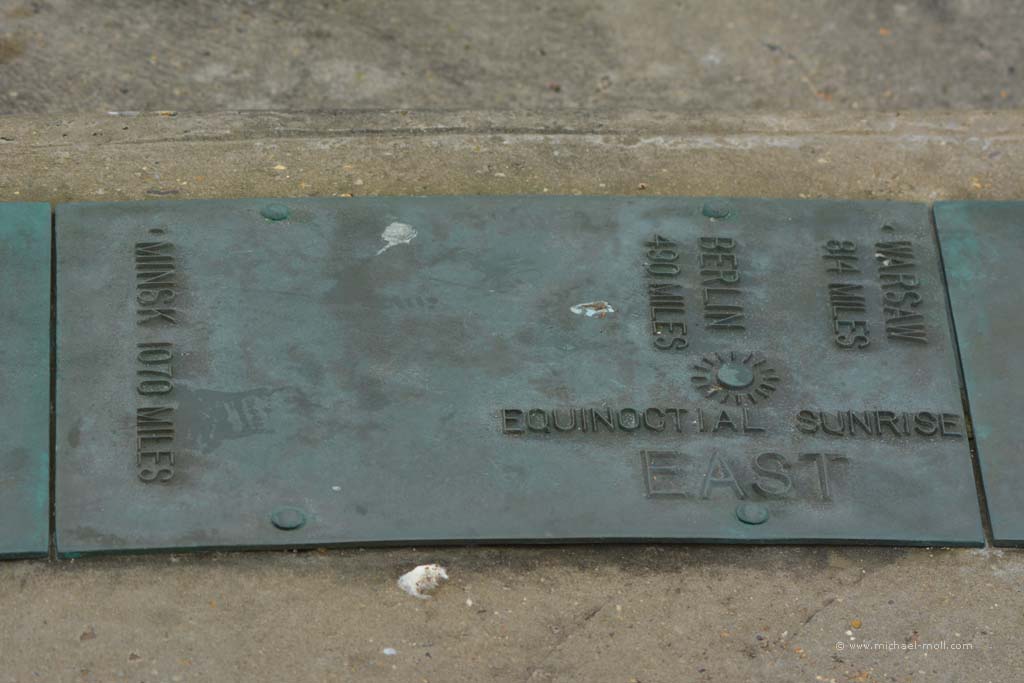 • MINSK 1070 MILES
BERLIN
490 MILES
• WARSAW
814 MILES
EQUINOCTIAL SUNRISE
EAST
© www.michael-moll.com